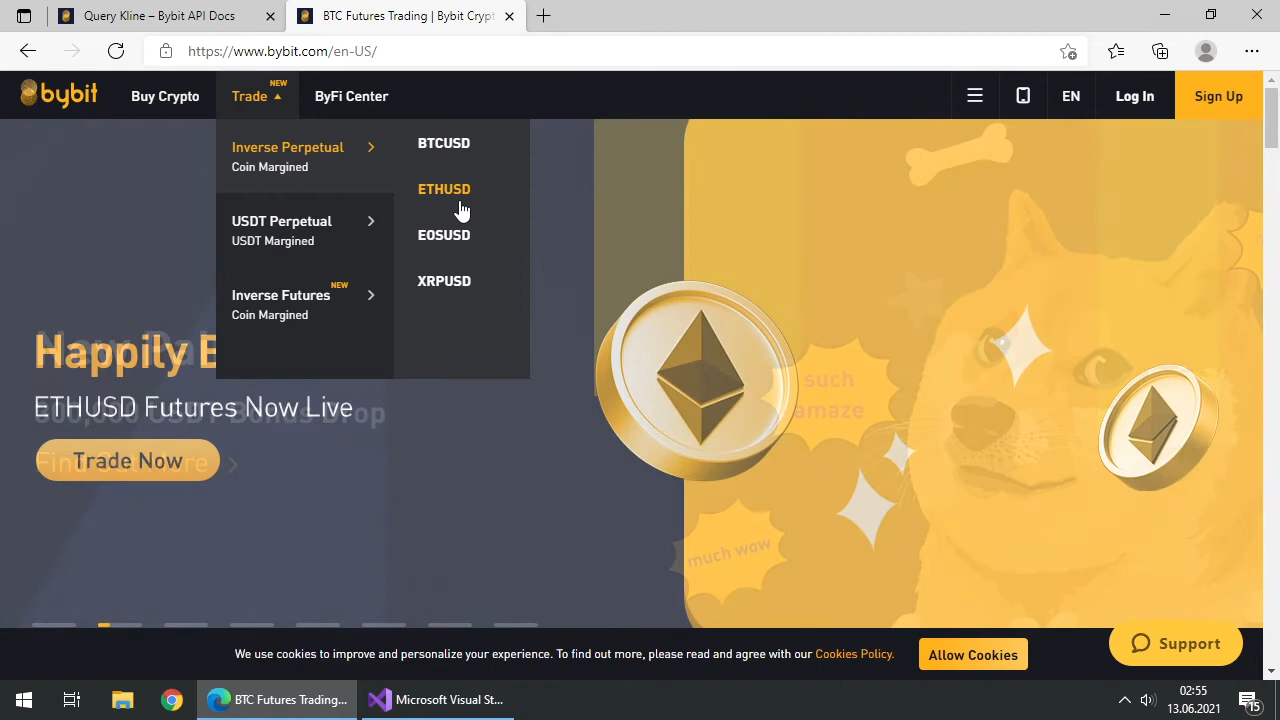 Query Kline – Bybit API Docs
BTC Futures Trading | Bybit Crypt
https://www.bybit.com/en-US/
bybit
Buy Crypto
Trade
NEW
ByFi Center
EN
Log In
Sign Up
Inverse Perpetual
Coin Margined
USDT Perpetual
USDT Margined
Inverse Futures
NEW
Coin Margined
BTCUSD
ETHUSD
EOSUSD
XRPUSD
Happily B
ETHUSD Futures Now Live
USDT Bonus Drop
Trade Now
such
amaze
much wow
We use cookies to improve and personalize your experience. To find out more, please read and agree with our Cookies Policy.
Allow Cookies
Support
BTC Futures Trading...
Microsoft Visual St...
02:55
13.06.2021
15